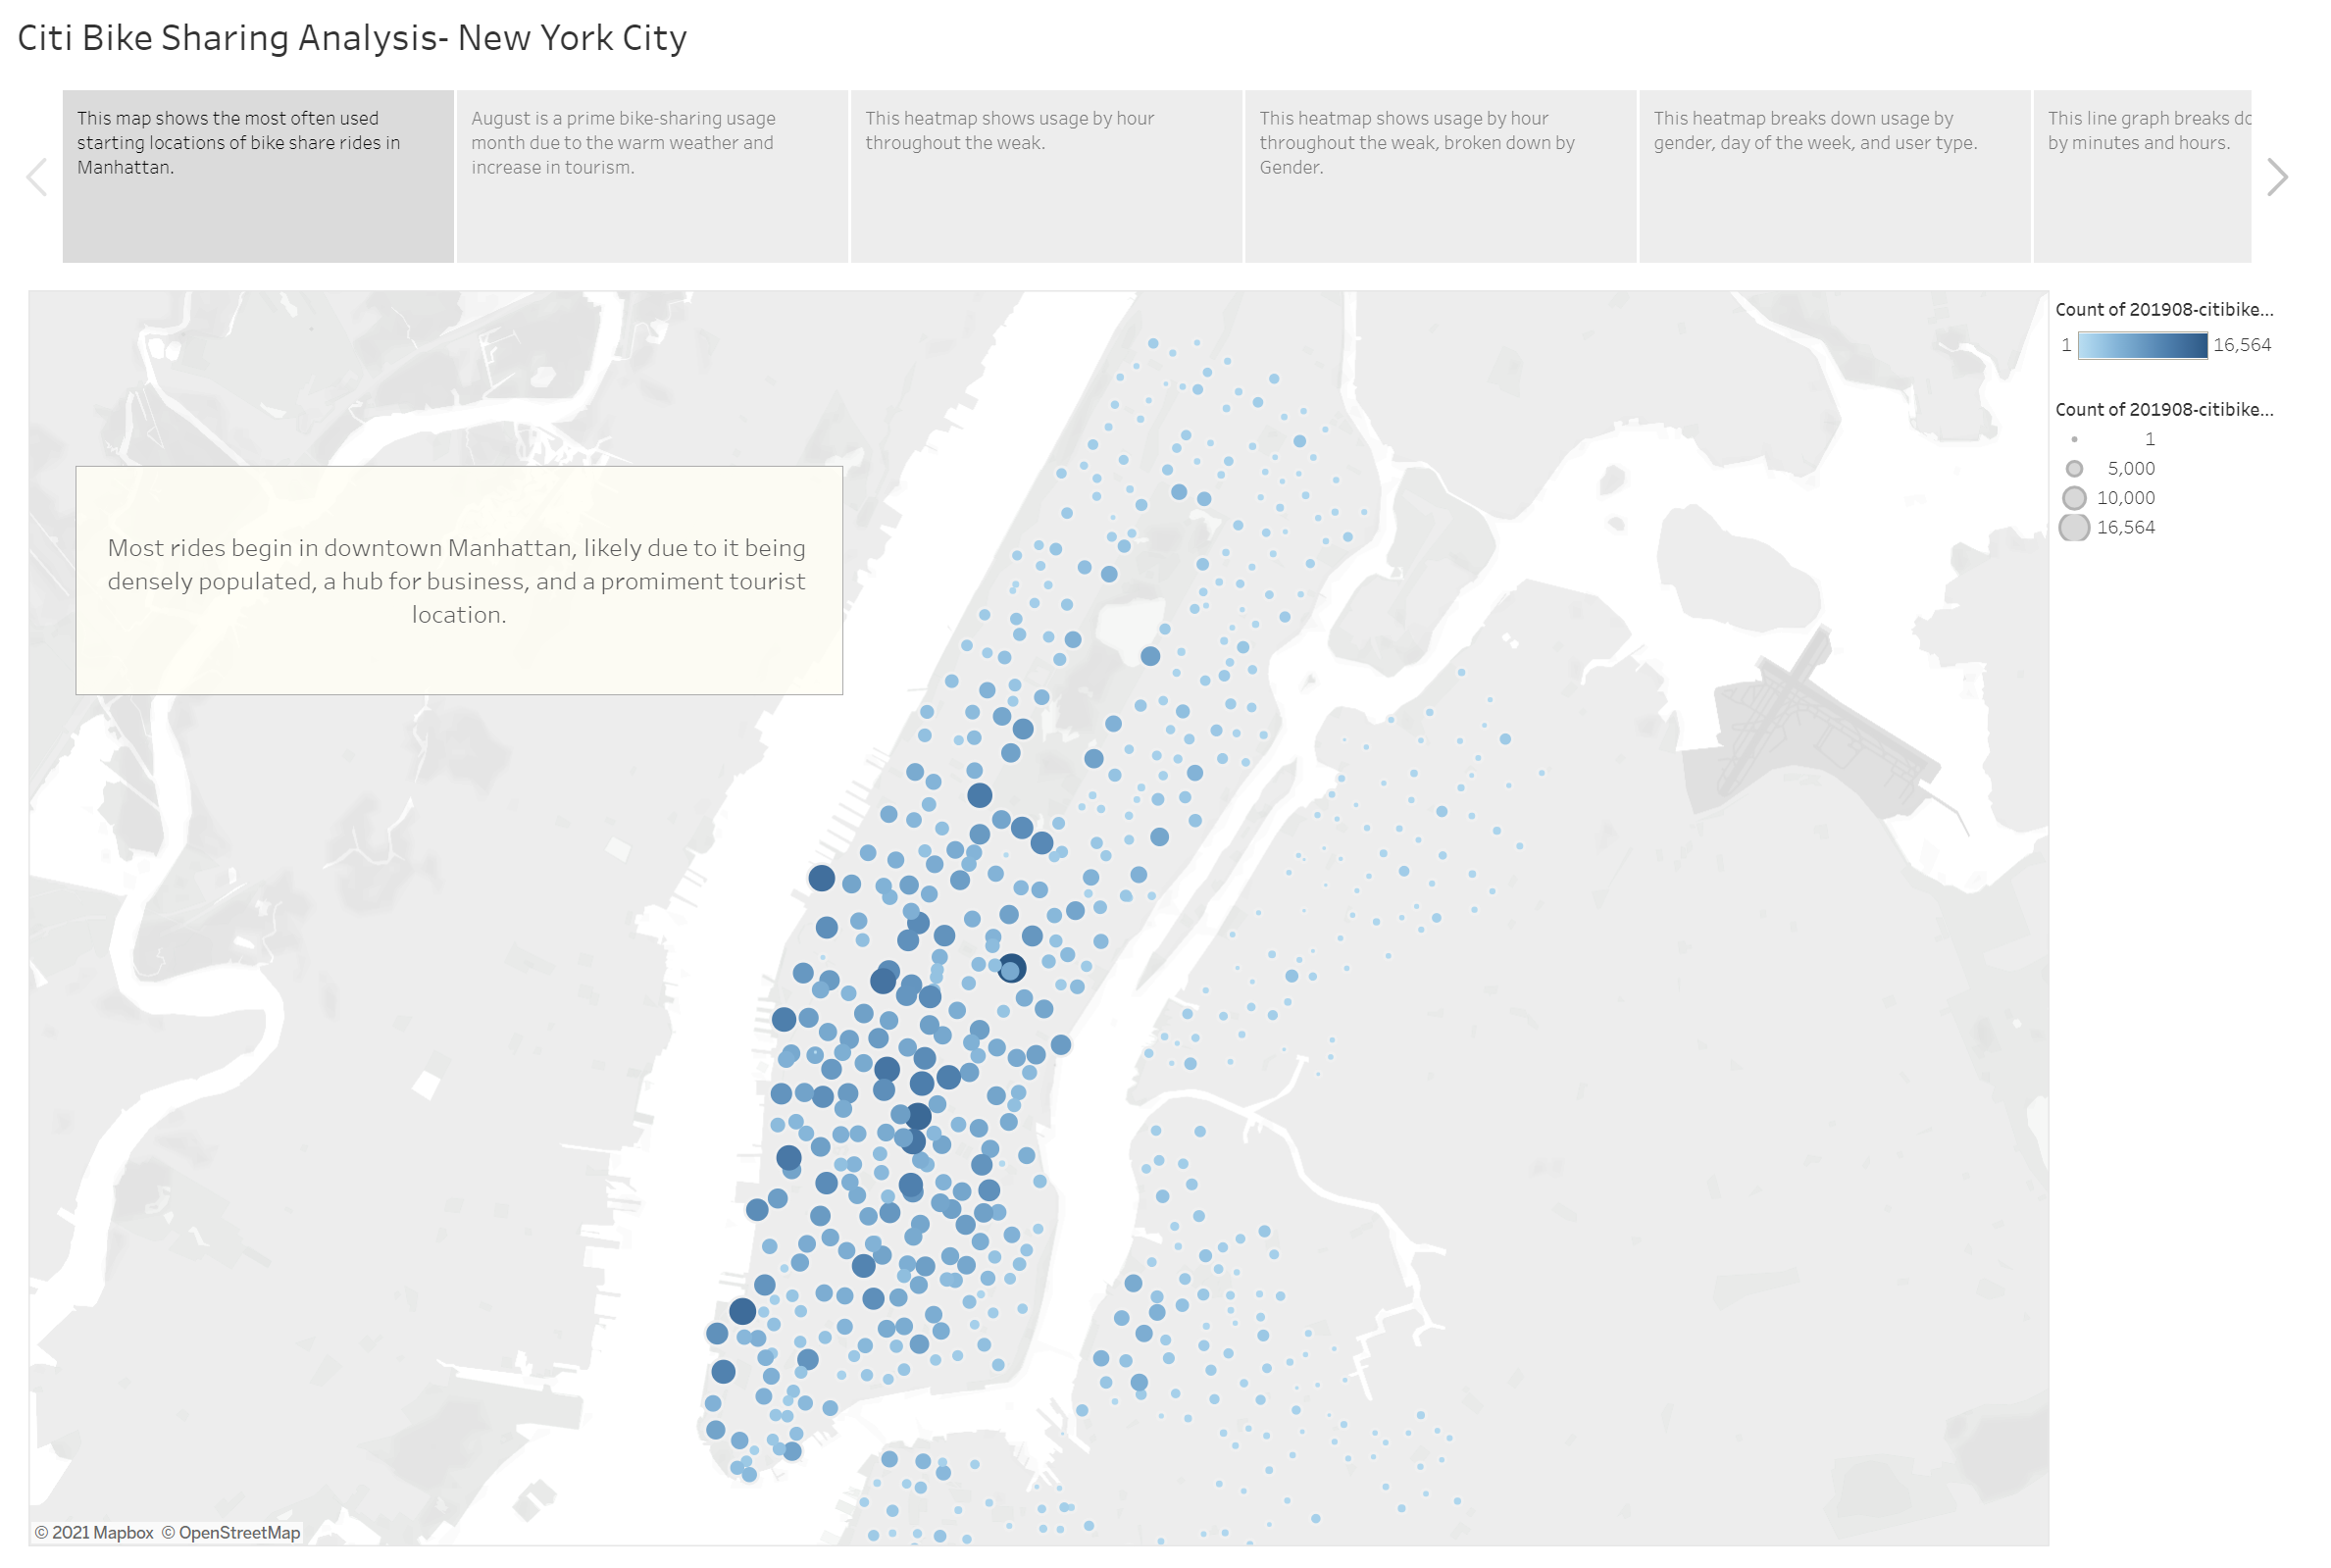 Citi Bike Sharing Analysis- New York City
This map shows the most often used
starting locations of bike share rides in
Manhattan.
August is a prime bike-sharing usage
month due to the warm weather and
increase in tourism.
This heatmap shows usage by hour
throughout the weak.
This heatmap shows usage by hour
throughout the weak, broken down by
Gender.
This heatmap breaks down usage by
gender, day of the week, and user type.
This line graph breaks
by minutes and hours.
Count of 201908-citibike...
1 16,564
Count of 201908-citibike...
1
5,000
10,000
16,564
Most rides begin in downtown Manhattan, likely due to it being
densely populated, a hub for business, and a promiment tourist
location.
© 2021 Mapbox © OpenStreetMap